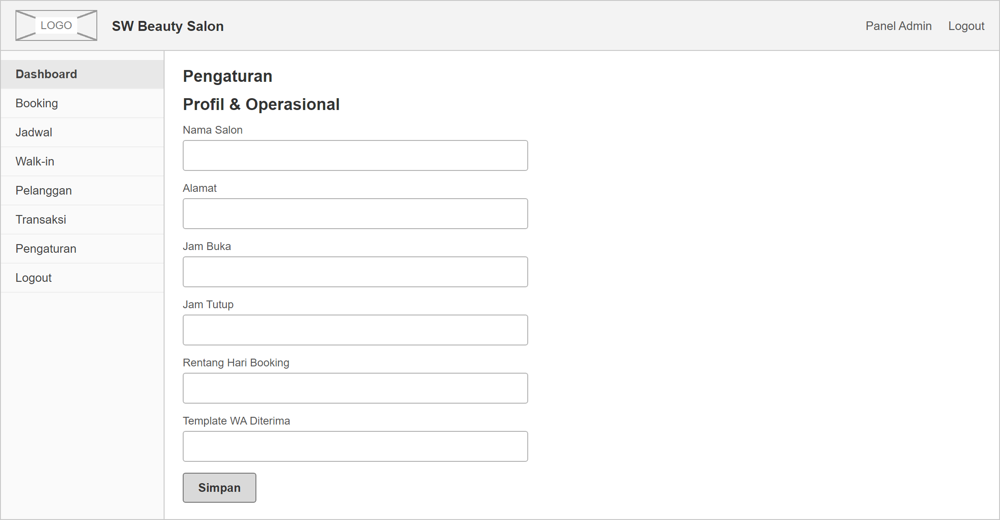 LOGO
SW Beauty Salon
Panel Admin
Logout
Dashboard
Booking
Jadwal
Walk-in
Pelanggan
Transaksi
Pengaturan
Logout
Pengaturan
Profil & Operasional
Nama Salon
Alamat
Jam Buka
Jam Tutup
Rentang Hari Booking
Template WA Diterima
Simpan